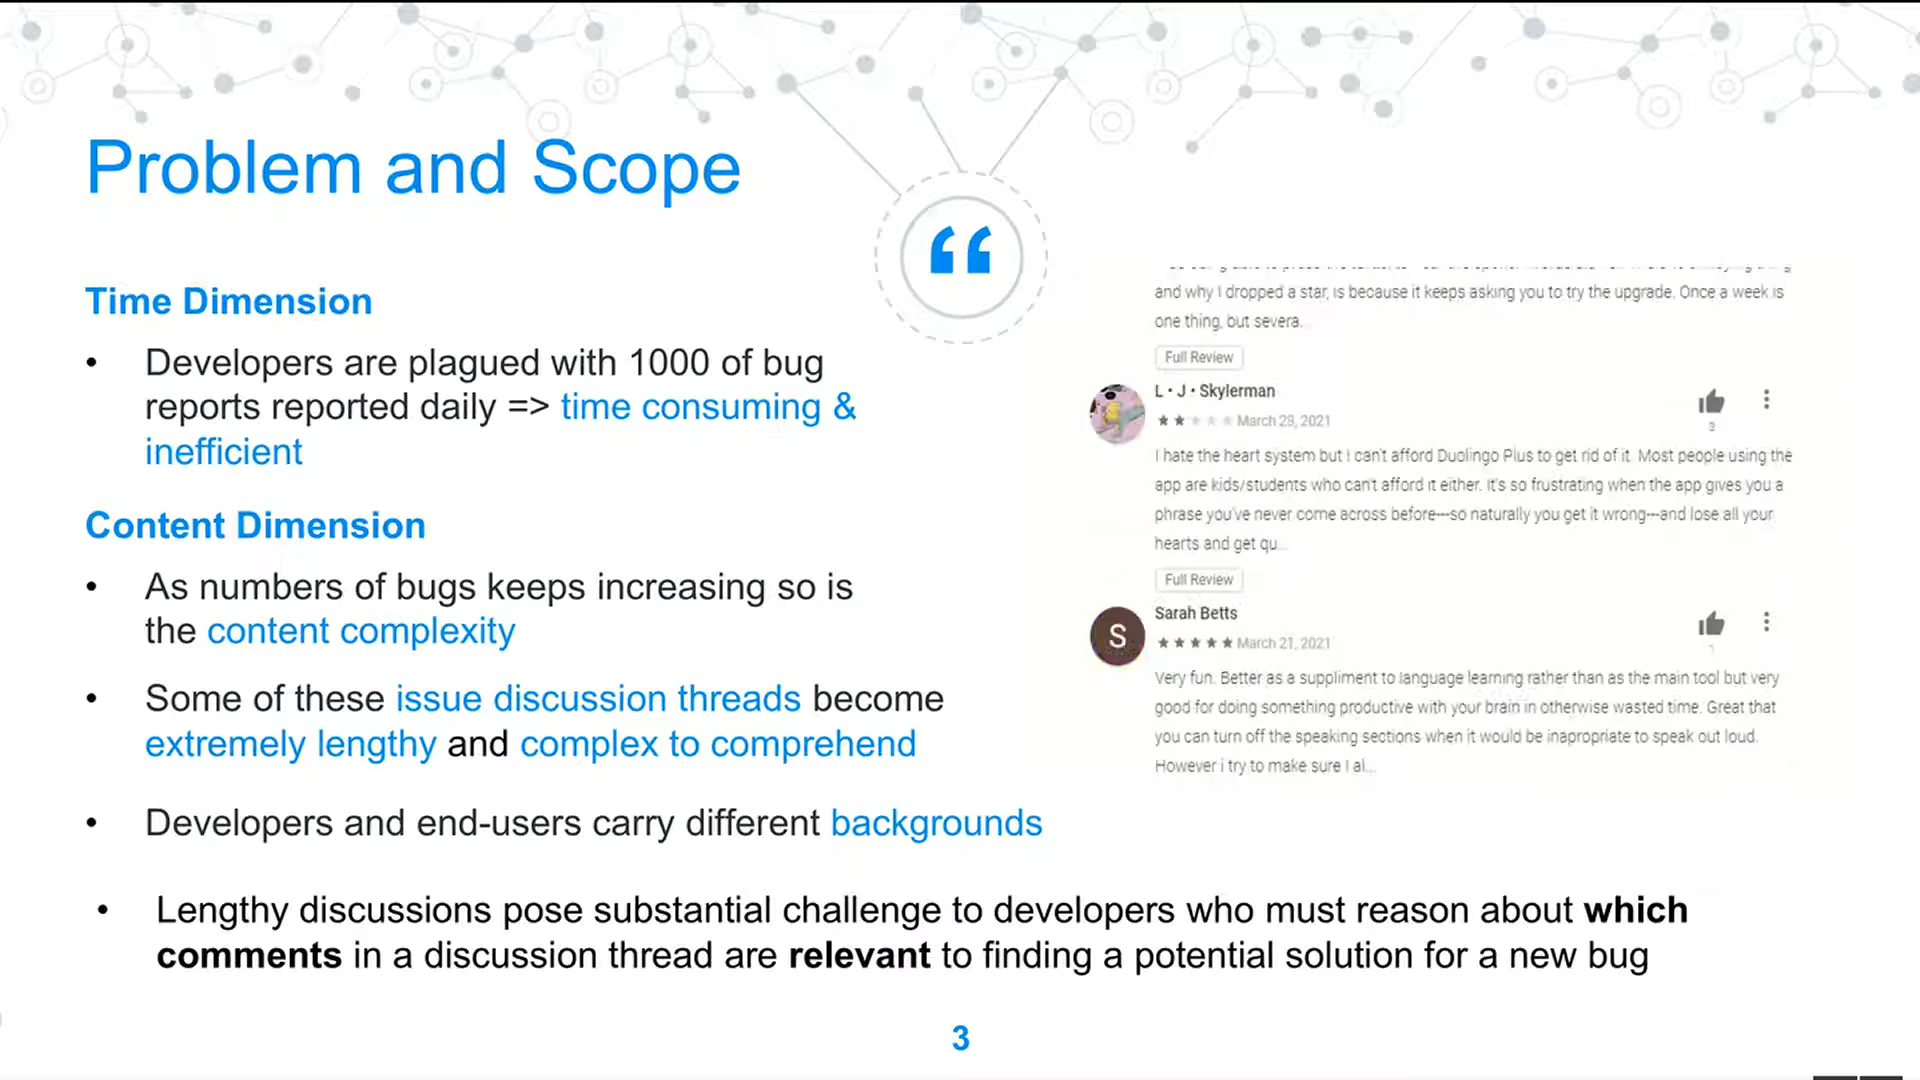 Problem and Scope
“
Time Dimension
• Developers are plagued with 1000 of bug
reports reported daily => time consuming &
inefficient
Content Dimension
• As numbers of bugs keeps increasing so is
the content complexity
• Some of these issue discussion threads become
extremely lengthy and complex to comprehend
• Developers and end-users carry different backgrounds
• Lengthy discussions pose substantial challenge to developers who must reason about which
comments in a discussion thread are relevant to finding a potential solution for a new bug
and why I dropped a star, is because it keeps asking you to try the upgrade. Once a week is
one thing, but severa...
Full Review
L • J • Skylerman
March 28, 2021
3
I hate the heart system but I can't afford Duolingo Plus to get rid of it. Most people using the
app are kids/students who can't afford it either. It's so frustrating when the app gives you a
phrase you've never come across before---so naturally you get it wrong---and lose all your
hearts and get qu...
Full Review
S
Sarah Betts
March 21, 2021
1
Very fun. Better as a suppliment to language learning rather than as the main tool but very
good for doing something productive with your brain in otherwise wasted time. Great that
you can turn off the speaking sections when it would be inapropriate to speak out loud.
However i try to make sure I al...
3